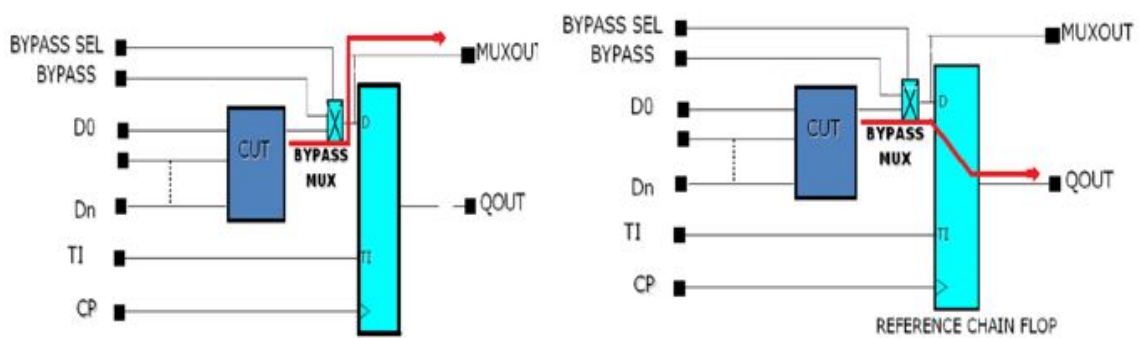 BYPASS SEL
BYPASS
MUXOUT
D0
D
CUT
BYPASS
MUX
Dn
QOUT
TI
TI
CP
BYPASS SEL
BYPASS
MUXOUT
D0
D
CUT
BYPASS
MUX
Dn
QOUT
TI
TI
CP
REFERENCE CHAIN FLOP